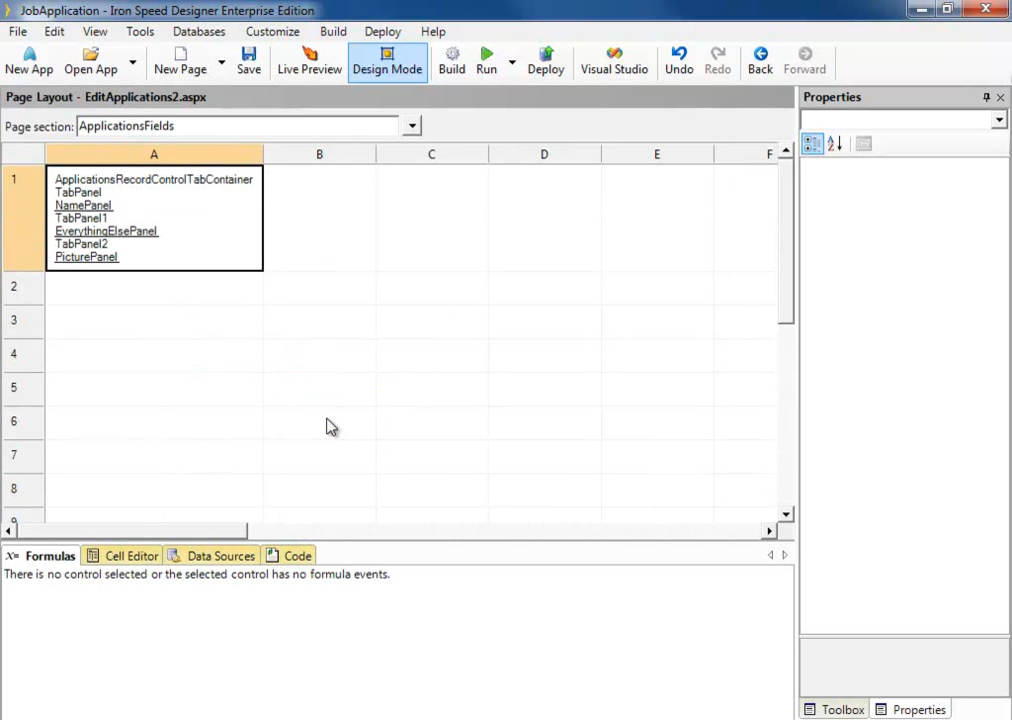 JobApplication - Iron Speed Designer Enterprise Edition
File Edit View Tools Databases Customize Build Deploy Help
New App Open App New Page Save Live Preview Design Mode Build Run Deploy Visual Studio Undo Redo Back Forward
Page Layout - EditApplications2.aspx
Properties
Page section: ApplicationsFields
A B C D E F
1
ApplicationsRecordControlTabContainer
TabPanel
NamePanel
TabPanel1
EverythingElsePanel
TabPanel2
PicturePanel
2
3
4
5
6
7
8
9
X= Formulas Cell Editor Data Sources Code
There is no control selected or the selected control has no formula events.
Toolbox Properties